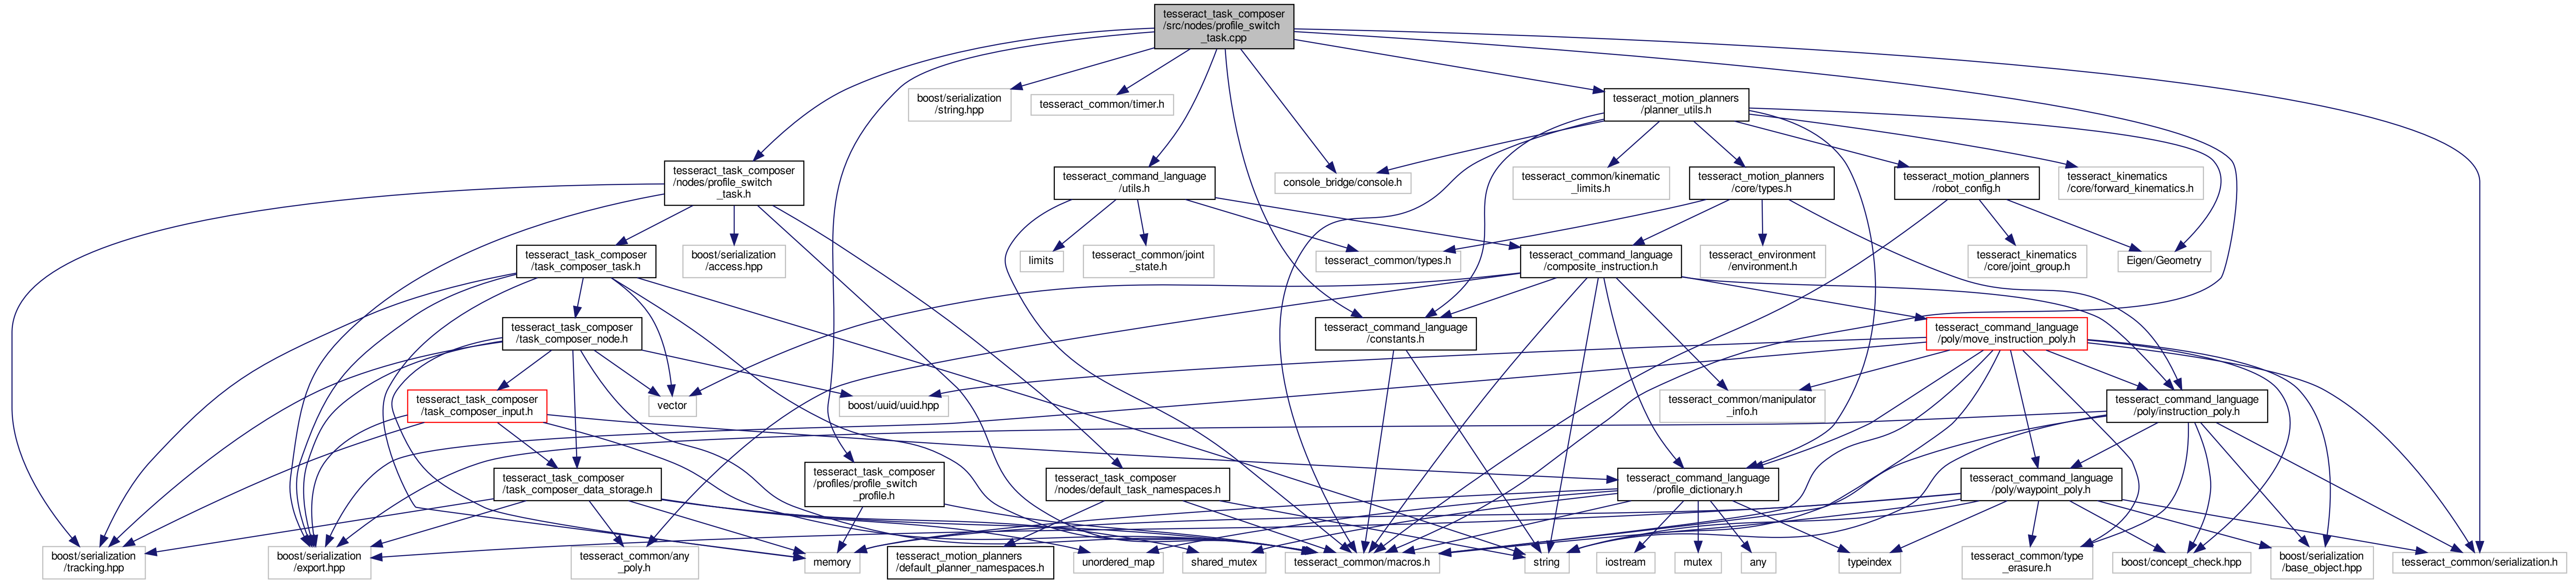 tesseract_task_composer
/src/nodes/profile_switch
_task.cpp
boost/serialization
/string.hpp
tesseract_common/timer.h
tesseract_motion_planners
/planner_utils.h
tesseract_task_composer
/nodes/profile_switch
_task.h
tesseract_command_language
/utils.h
console_bridge/console.h
tesseract_common/kinematic
_limits.h
tesseract_motion_planners
/core/types.h
tesseract_motion_planners
/robot_config.h
tesseract_kinematics
/core/forward_kinematics.h
tesseract_task_composer
/task_composer_task.h
boost/serialization
/access.hpp
limits
tesseract_common/joint
_state.h
tesseract_common/types.h
tesseract_command_language
/composite_instruction.h
tesseract_environment
/environment.h
tesseract_kinematics
/core/joint_group.h
Eigen/Geometry
tesseract_task_composer
/task_composer_node.h
tesseract_command_language
/constants.h
tesseract_command_language
/poly/move_instruction_poly.h
tesseract_task_composer
/task_composer_input.h
vector
boost/uuid/uuid.hpp
tesseract_common/manipulator
_info.h
tesseract_command_language
/poly/instruction_poly.h
tesseract_task_composer
/task_composer_data_storage.h
tesseract_task_composer
/profiles/profile_switch
_profile.h
tesseract_task_composer
/nodes/default_task_namespaces.h
tesseract_command_language
/profile_dictionary.h
tesseract_command_language
/poly/waypoint_poly.h
boost/serialization
/tracking.hpp
boost/serialization
/export.hpp
tesseract_common/any
_poly.h
memory
tesseract_motion_planners
/default_planner_namespaces.h
unordered_map
shared_mutex
tesseract_common/macros.h
string
iostream
mutex
any
typeindex
tesseract_common/type
_erasure.h
boost/concept_check.hpp
boost/serialization
/base_object.hpp
tesseract_common/serialization.h